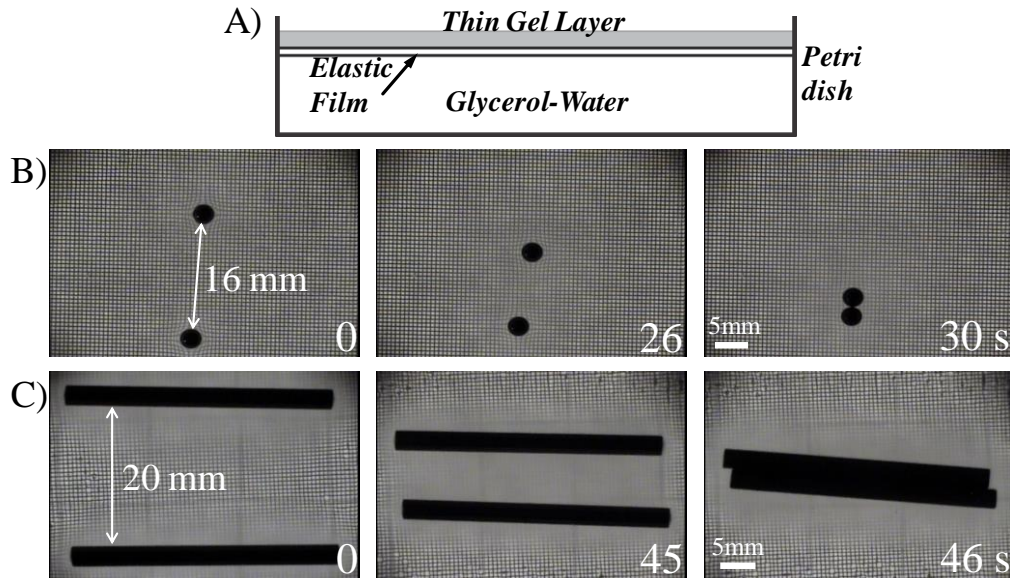 A)
Thin Gel Layer
Elastic
Film
Glycerol-Water
Petri
dish
B)
16 mm
0
26
5mm
30 s
C)
20 mm
0
45
5mm
46 s